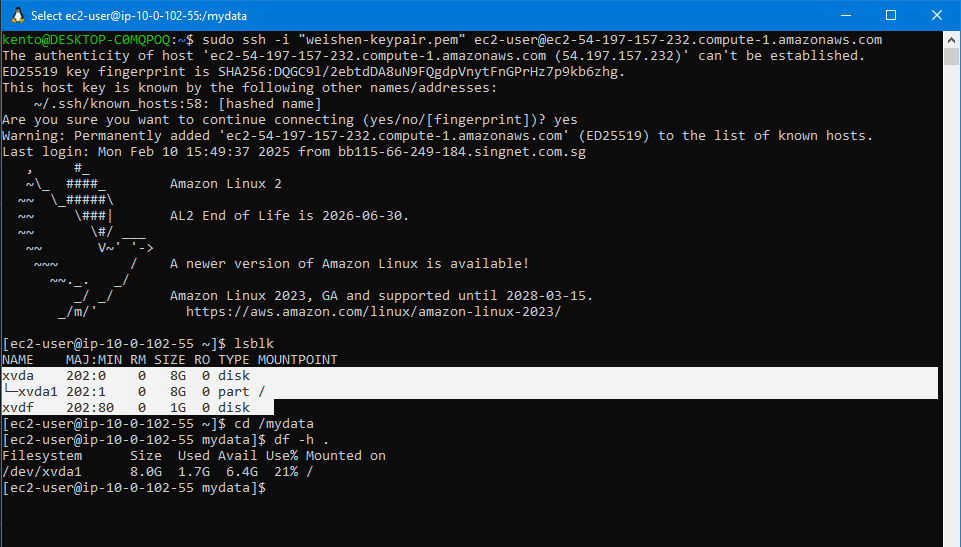 Select ec2-user@ip-10-0-102-55:/mydata
kento@DESKTOP-C0MQPOQ:~$ sudo ssh -i "weishen-keypair.pem" ec2-user@ec2-54-197-157-232.compute-1.amazonaws.com
The authenticity of host 'ec2-54-197-157-232.compute-1.amazonaws.com (54.197.157.232)' can't be established.
ED25519 key fingerprint is SHA256:DQGC9l/2ebtdDA8uN9FQgdpVnytFnGPrHz7p9kb6zhg.
This host key is known by the following other names/addresses:
    ~/.ssh/known_hosts:58: [hashed name]
Are you sure you want to continue connecting (yes/no/[fingerprint])? yes
Warning: Permanently added 'ec2-54-197-157-232.compute-1.amazonaws.com' (ED25519) to the list of known hosts.
Last login: Mon Feb 10 15:49:37 2025 from bb115-66-249-184.singnet.com.sg
   ,     #_
   ~\_  ####_        Amazon Linux 2
  ~~  \_#####\
  ~~     \###|       AL2 End of Life is 2026-06-30.
  ~~       \#/ ___
   ~~       V~' '->
    ~~~         /    A newer version of Amazon Linux is available!
      ~~._.   _/
         _/ _/       Amazon Linux 2023, GA and supported until 2028-03-15.
       _/m/'           https://aws.amazon.com/linux/amazon-linux-2023/
[ec2-user@ip-10-0-102-55 ~]$ lsblk
NAME    MAJ:MIN RM SIZE RO TYPE MOUNTPOINT
xvda    202:0    0   8G  0 disk
└─xvda1 202:1    0   8G  0 part /
xvdf    202:80   0   1G  0 disk
[ec2-user@ip-10-0-102-55 ~]$ cd /mydata
[ec2-user@ip-10-0-102-55 mydata]$ df -h .
Filesystem      Size  Used Avail Use% Mounted on
/dev/xvda1      8.0G  1.7G  6.4G  21% /
[ec2-user@ip-10-0-102-55 mydata]$